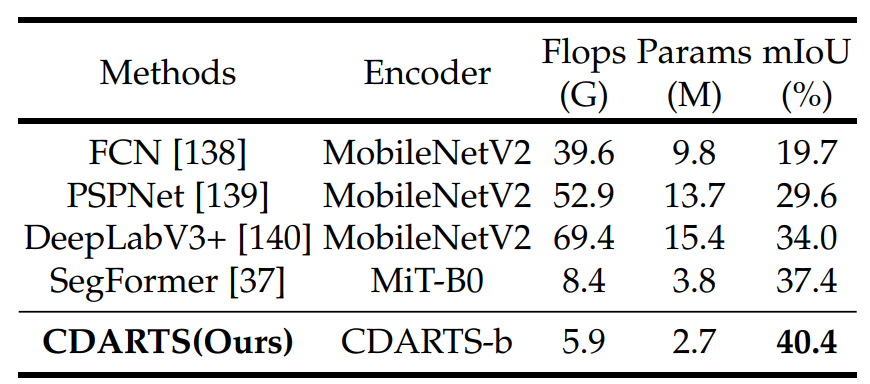 Methods Encoder Flops (G) Params (M) mIoU (%)
FCN [138] MobileNetV2 39.6 9.8 19.7
PSPNet [139] MobileNetV2 52.9 13.7 29.6
DeepLabV3+ [140] MobileNetV2 69.4 15.4 34.0
SegFormer [37] MiT-B0 8.4 3.8 37.4
CDARTS(Ours) CDARTS-b 5.9 2.7 40.4